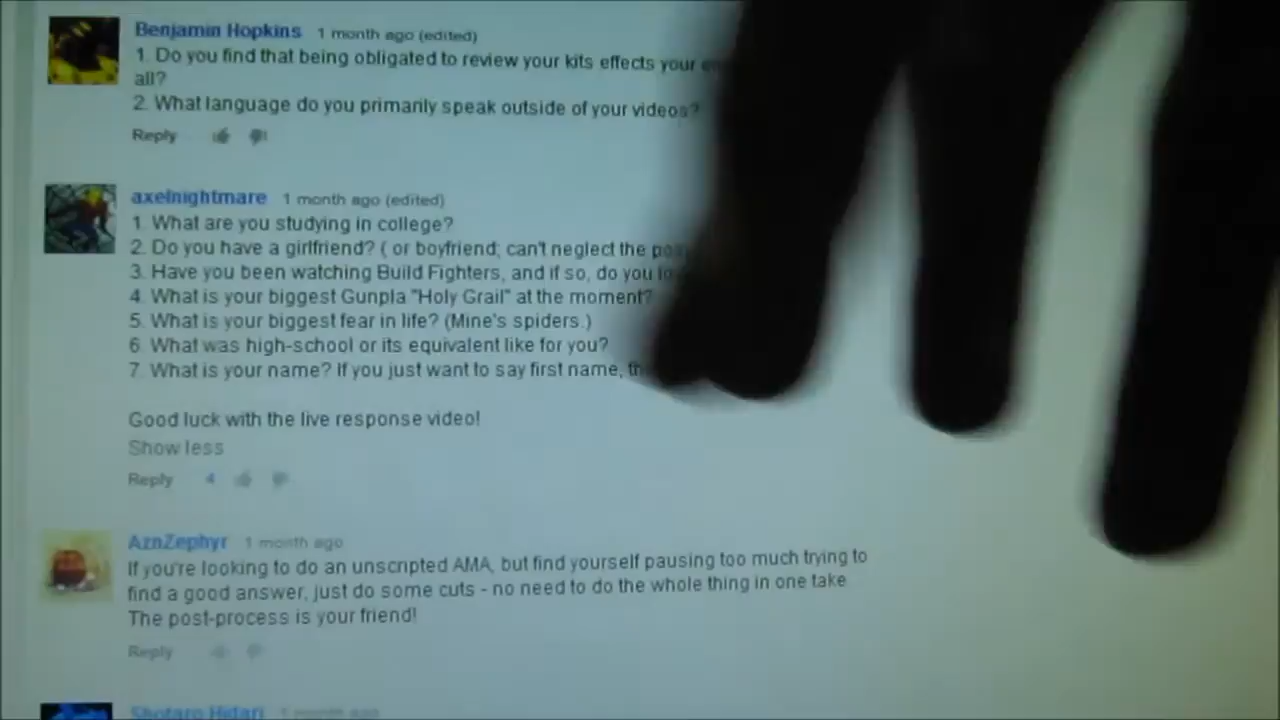 Benjamin Hopkins 1 month ago (edited)
1. Do you find that being obligated to review your kits effects your
all?
2. What language do you primarily speak outside of your videos?
Reply
axelnightmare 1 month ago (edited)
1. What are you studying in college?
2. Do you have a girlfriend? ( or boyfriend; can't neglect the
3. Have you been watching Build Fighters, and if so, do you
4. What is your biggest Gunpla "Holy Grail" at the moment?
5. What is your biggest fear in life? (Mine's spiders.)
6. What was high-school or its equivalent like for you?
7. What is your name? If you just want to say first name,
Good luck with the live response video!
Show less
Reply 4
AznZephyr 1 month ago
If you're looking to do an unscripted AMA, but find yourself pausing too much trying to
find a good answer, just do some cuts - no need to do the whole thing in one take
The post-process is your friend!
Reply
Shotaro Hidari 1 month ago